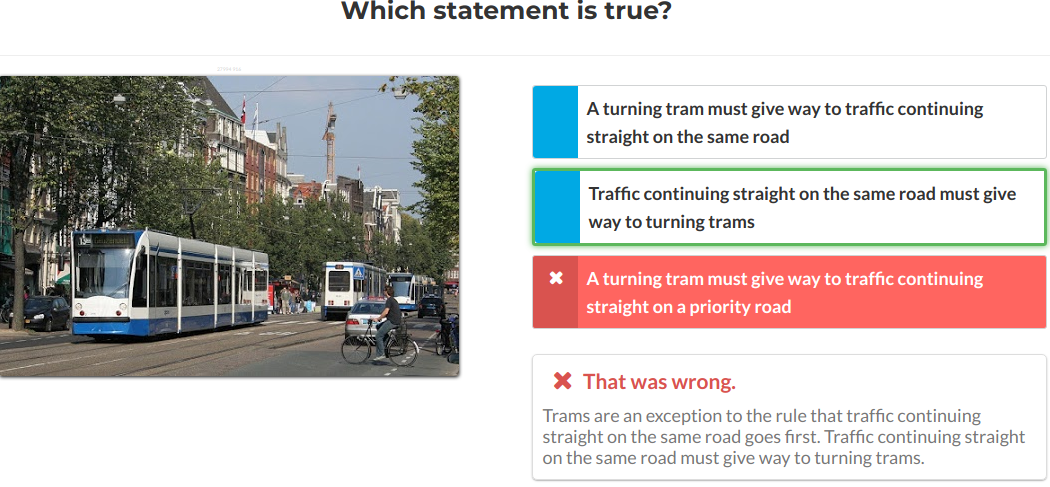 Which statement is true?
A turning tram must give way to traffic continuing
straight on the same road
Traffic continuing straight on the same road must give
way to turning trams
A turning tram must give way to traffic continuing
straight on a priority road
That was wrong.
Trams are an exception to the rule that traffic continuing
straight on the same road goes first. Traffic continuing straight
on the same road must give way to turning trams.